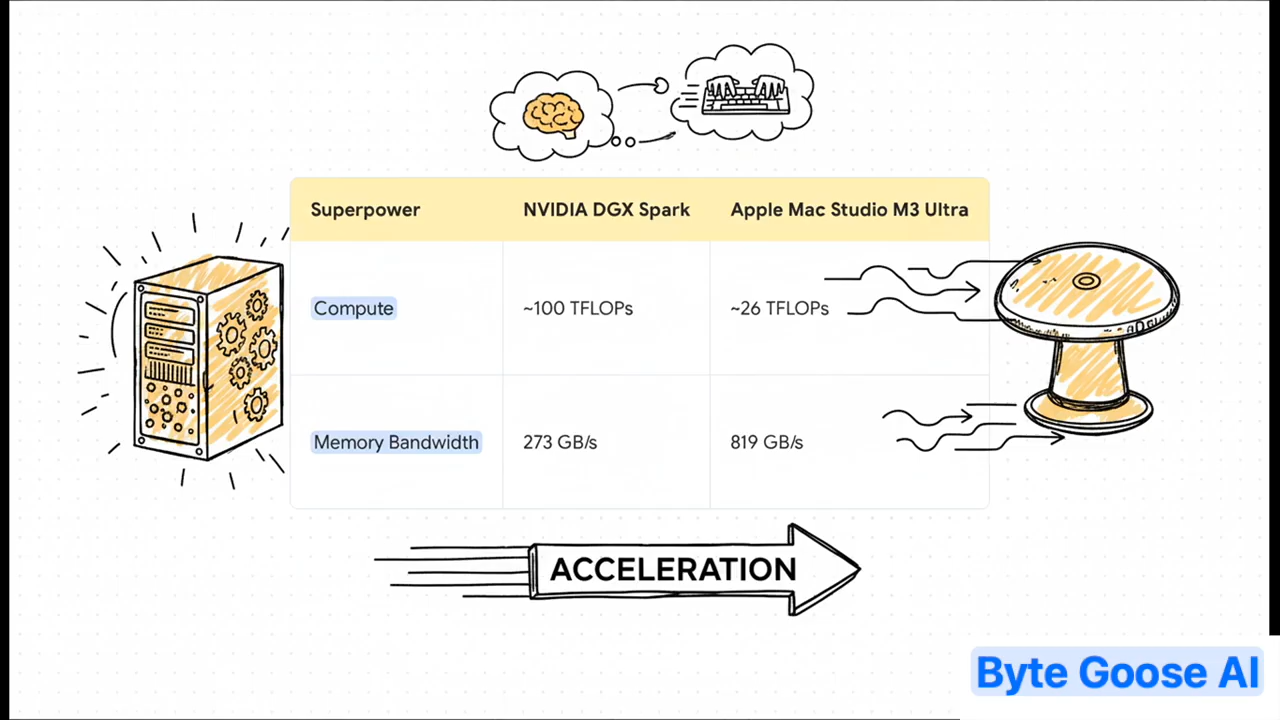 Superpower NVIDIA DGX Spark Apple Mac Studio M3 Ultra
Compute ~100 TFLOPs ~26 TFLOPs
Memory Bandwidth 273 GB/s 819 GB/s
ACCELERATION
Byte Goose AI